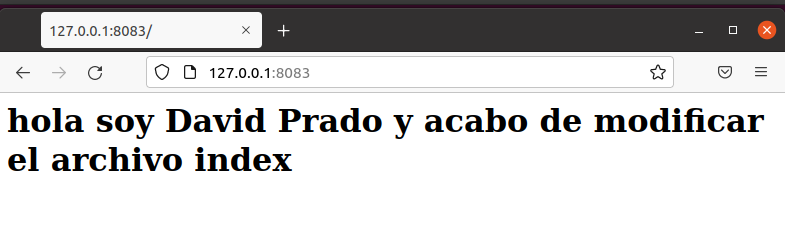 127.0.0.1:8083/
127.0.0.1:8083
hola soy David Prado y acabo de modificar
el archivo index